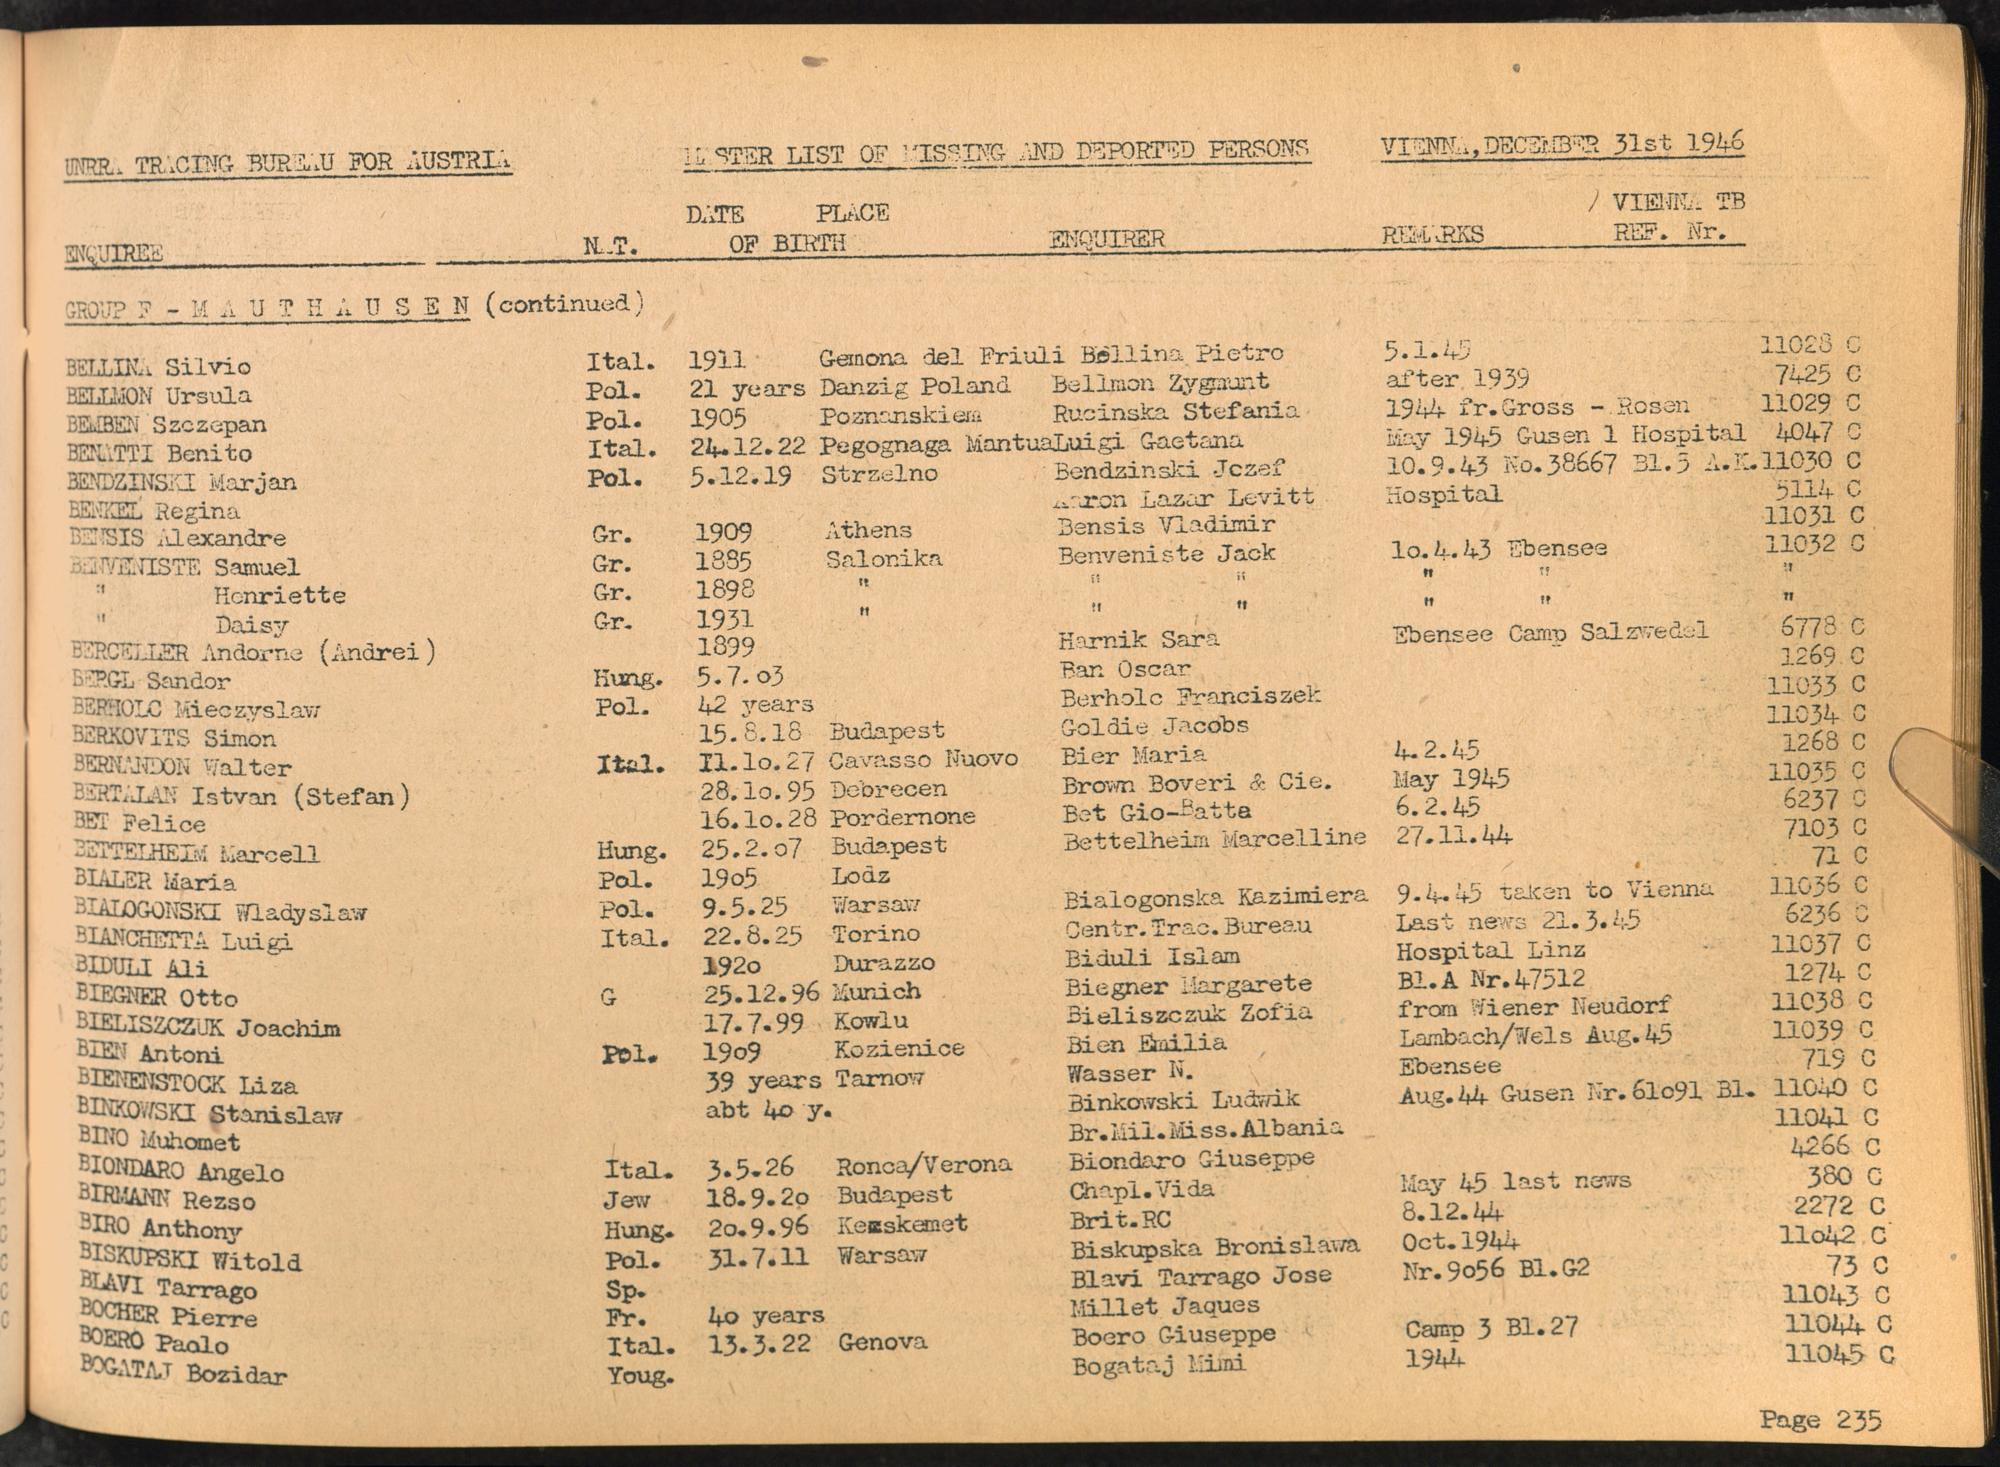 UNRRA TRACING BUREAU FOR AUSTRIA MASTER LIST OF MISSING AND DEPORTED PERSONS VIENNA, DECEMBER 31st 1946
DATE PLACE / VIENNA TB
ENQUIREE NAT. OF BIRTH ENQUIRER REMARKS REF. Nr.
GROUP F - M A U T H A U S E N (continued)
BELLINA Silvio Ital. 1911 Gemona del Friuli Bellina Pietro 5.1.45 11028 C
BELLMON Ursula Pol. 21 years Danzig Poland Bellmon Zygmunt after 1939 7425 C
BEMBEN Szczepan Pol. 1905 Poznanskiem Rucinska Stefania 1944 fr.Gross - Rosen 11029 C
BENATTI Benito Ital. 24.12.22 Pegognaga MantuaLuigi Gaetana May 1945 Gusen 1 Hospital 4047 C
BENDZINSKI Marjan Pol. 5.12.19 Strzelno Bendzinski Jozef 10.9.43 No.38667 Bl.5 A.K.11030 C
BENKEL Regina Aaron Lazar Levitt Hospital 5114 C
BENSIS Alexandre Gr. 1909 Athens Bensis Vladimir 11031 C
BENVENISTE Samuel Gr. 1885 Salonika Benveniste Jack 1o.4.43 Ebensee 11032 C
" Henriette Gr. 1898 " " " " " "
" Daisy Gr. 1931 " " " " " "
BERCELLER Andorne (Andrei) 1899 Harnik Sara Ebensee Camp Salzwedel 6778 C
BERGL Sandor Hung. 5.7.o3 Ban Oscar 1269 C
BERHOLC Mieczyslaw Pol. 42 years Berholc Franciszek 11033 C
BERKOVITS Simon 15.8.18 Budapest Goldie Jacobs 11034 C
BERNANDON Walter Ital. I1.1o.27 Cavasso Nuovo Bier Maria 4.2.45 1268 C
BERTALAN Istvan (Stefan) 28.1o.95 Debrecen Brown Boveri & Cie. May 1945 11035 C
BET Felice 16.1o.28 Pordernone Bet Gio-Batta 6.2.45 6237 C
BETTELHEIM Marcell Hung. 25.2.o7 Budapest Bettelheim Marcelline 27.11.44 7103 C
BIALER Maria Pol. 19o5 Lodz 71 C
BIALOGONSKI Wladyslaw Pol. 9.5.25 Warsaw Bialogonska Kazimiera 9.4.45 taken to Vienna 11036 C
BIANCHETTA Luigi Ital. 22.8.25 Torino Centr.Trac.Bureau Last news 21.3.45 6236 C
BIDULI Ali 192o Durazzo Biduli Islam Hospital Linz 11037 C
BIEGNER Otto G 25.12.96 Munich Biegner Margarete Bl.A Nr.47512 1274 C
BIELISZCZUK Joachim 17.7.99 Kowlu Bieliszczuk Zofia from Wiener Neudorf 11038 C
BIEN Antoni Pol. 19o9 Kozienice Bien Emilia Lambach/Wels Aug.45 11039 C
BIENENSTOCK Liza 39 years Tarnow Wasser N. Ebensee 719 C
BINKOWSKI Stanislaw abt 4o y. Binkowski Ludwik Aug.44 Gusen Nr.61o91 Bl. 11040 C
BINO Muhomet Br.Mil.Miss.Albania 11041 C
BIONDARO Angelo Ital. 3.5.26 Ronca/Verona Biondaro Giuseppe 4266 C
BIRMANN Rezso Jew 18.9.2o Budapest Chapl.Vida May 45 last news 380 C
BIRO Anthony Hung. 2o.9.96 Kezskemet Brit.RC 8.12.44 2272 C
BISKUPSKI Witold Pol. 31.7.11 Warsaw Biskupska Bronislawa Oct.1944 11o42 C
BLAVI Tarrago Sp. Blavi Tarrago Jose Nr.9o56 Bl.G2 73 C
BOCHER Pierre Fr. 4o years Millet Jaques 11043 C
BOERO Paolo Ital. 13.3.22 Genova Boero Giuseppe Camp 3 Bl.27 11044 C
BOGATAJ Bozidar Youg. Bogataj Mimi 1944 11045 C
Page 235